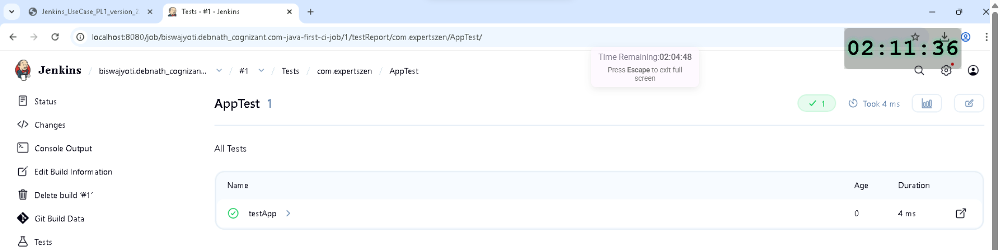 Jenkins_UseCase_PL1_version_2
Tests - #1 - Jenkins
localhost:8080/job/biswajyoti.debnath_cognizant.com-java-first-ci-job/1/testReport/com.expertszen/AppTest/
02:11:36
Time Remaining:02:04:48
Press Escape to exit full
screen
Jenkins / biswajyoti.debnath_cognizan... / #1 / Tests / com.expertszen / AppTest
Status
Changes
Console Output
Edit Build Information
Delete build ‘#1’
Git Build Data
Tests
AppTest 1
1
Took 4 ms
All Tests
Name Age Duration
testApp 0 4 ms